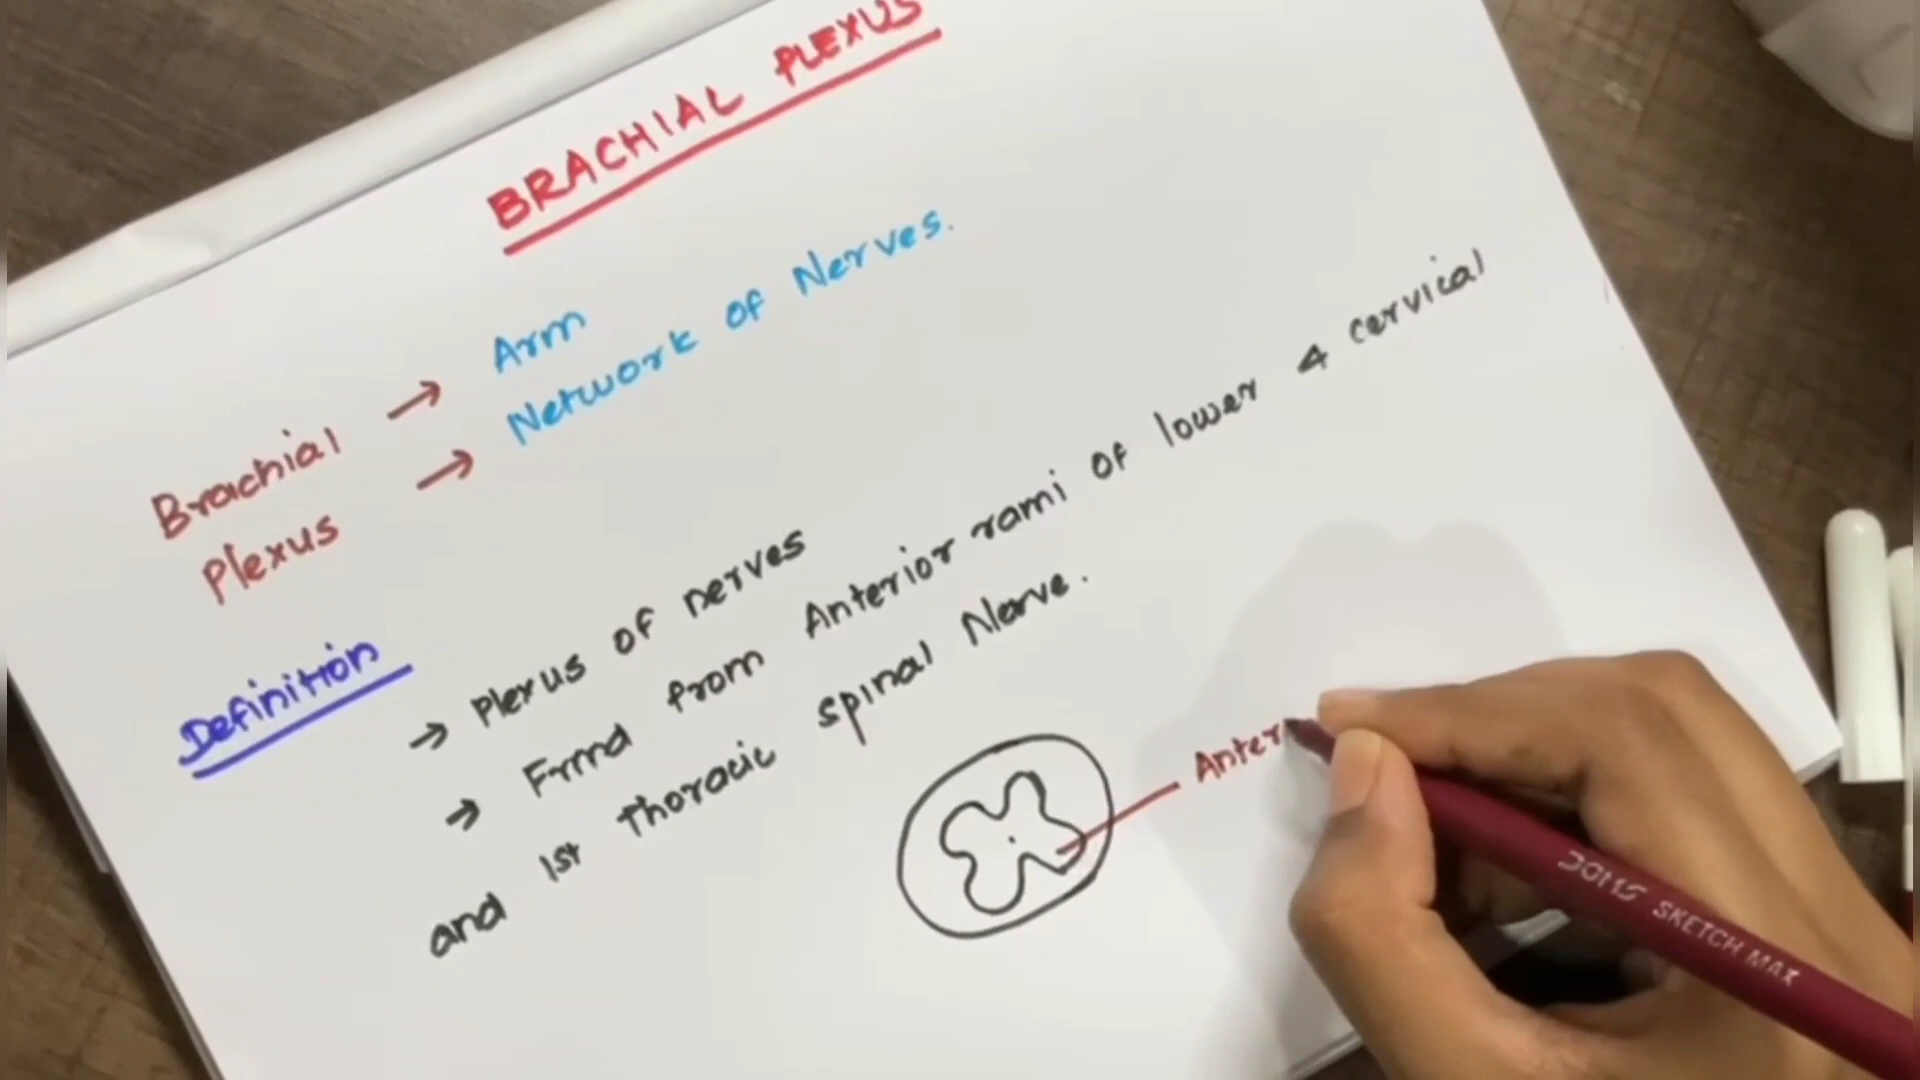 BRACHIAL PLEXUS
Brachial → Arm
Plexus → Network of Nerves.
Definition
→ Plexus of nerves
→ Frmd from Anterior rami of lower 4 cervical
and 1st Thoracic spinal Nerve.
Anter
DOMS SKETCH MAX